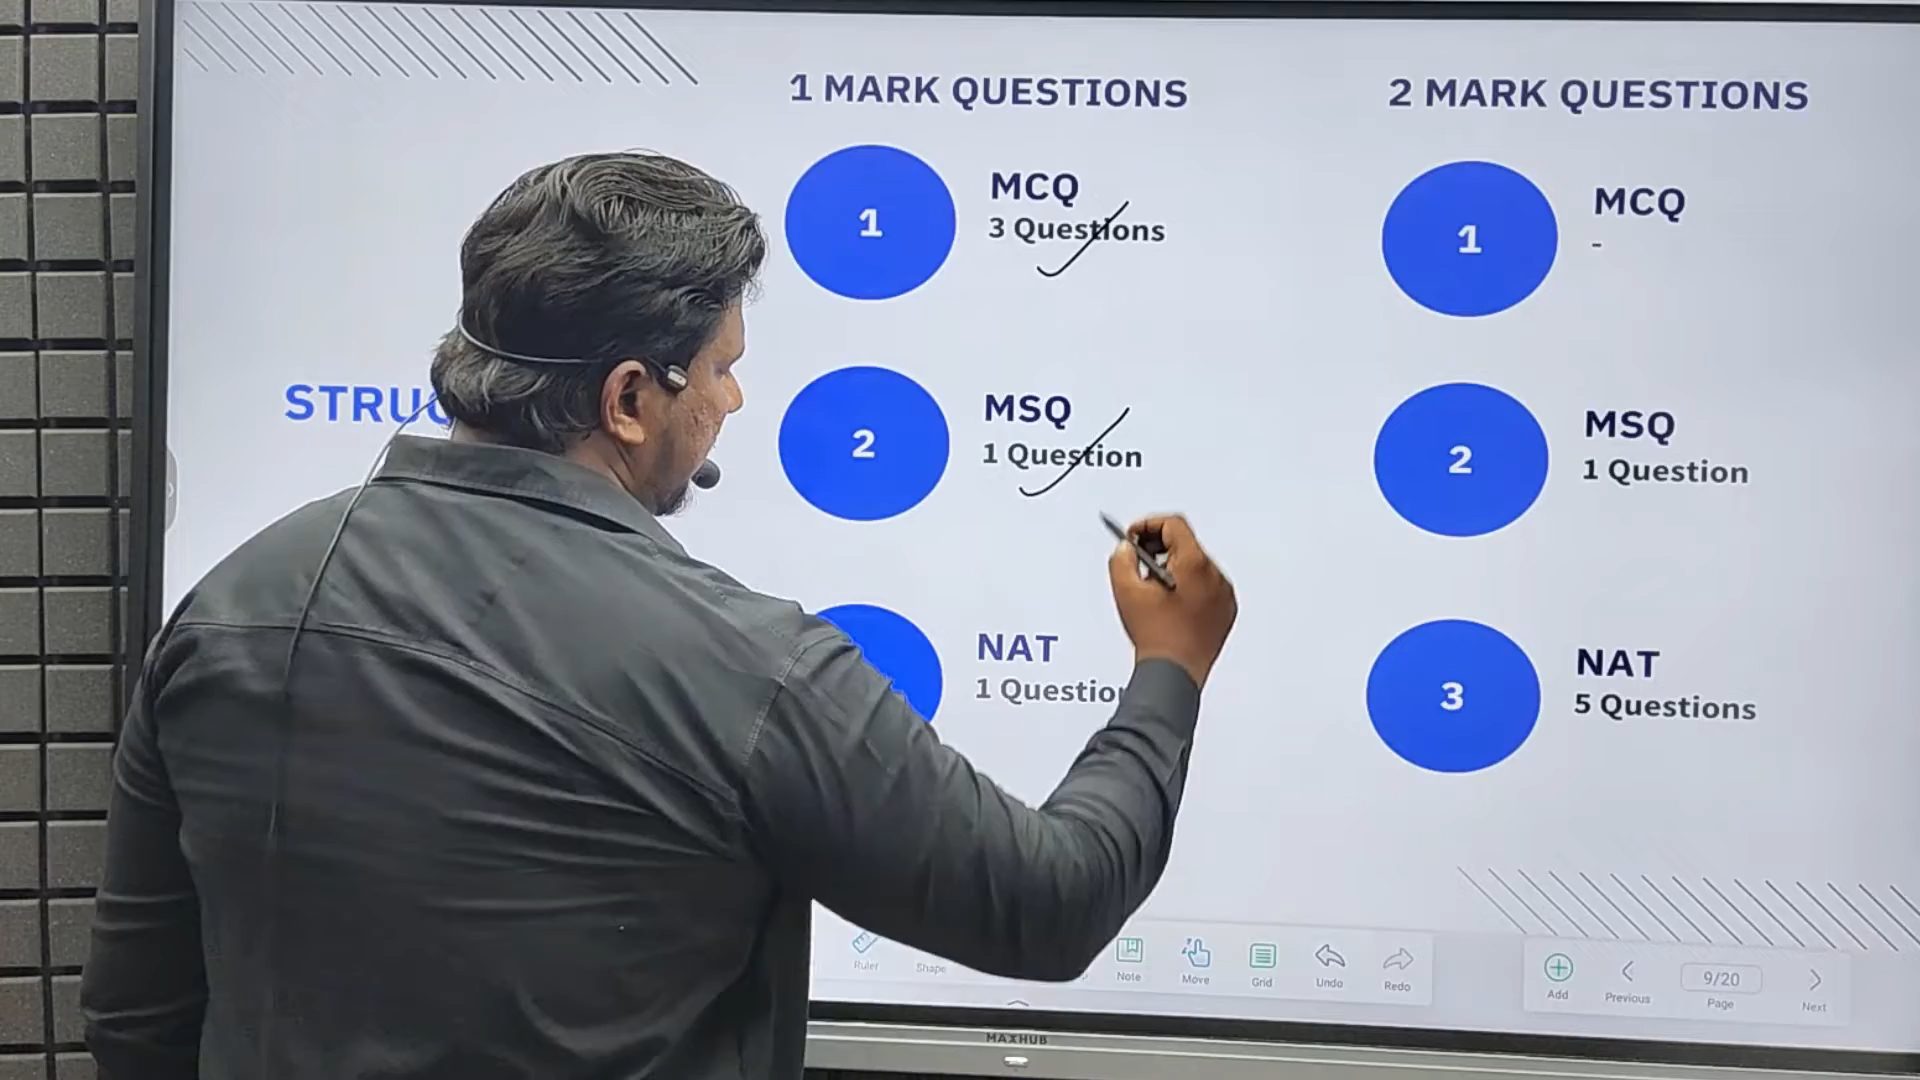 1 MARK QUESTIONS
1
MCQ
3 Questions
2
MSQ
1 Question
NAT
2 MARK QUESTIONS
1
MCQ
-
2
MSQ
1 Question
3
NAT
5 Questions
Ruler
Shape
Note
Move
Grid
Undo
Redo
Add
Previous
9/20
Page
Next
MAXHUB